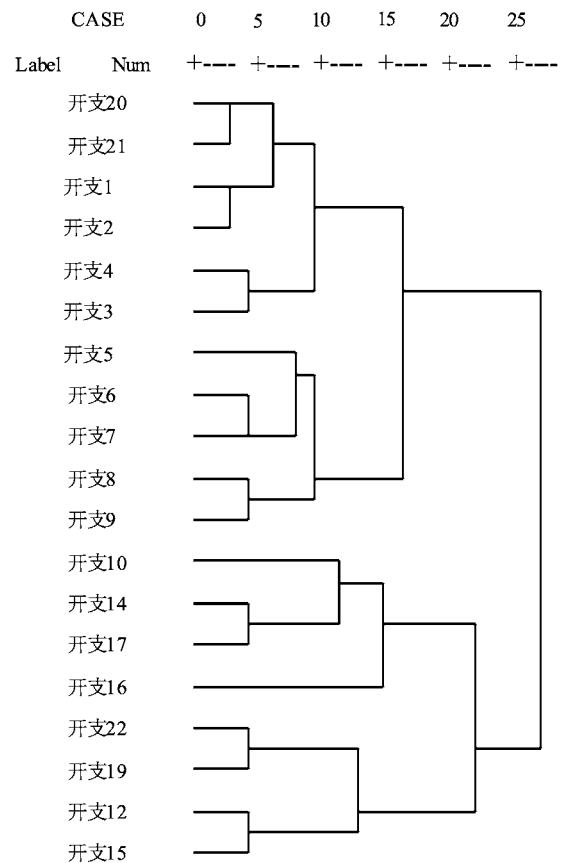 CASE 0 5 10 15 20 25
Label Num +---- +---- +---- +---- +---- +----
开支20
开支21
开支1
开支2
开支4
开支3
开支5
开支6
开支7
开支8
开支9
开支10
开支14
开支17
开支16
开支22
开支19
开支12
开支15